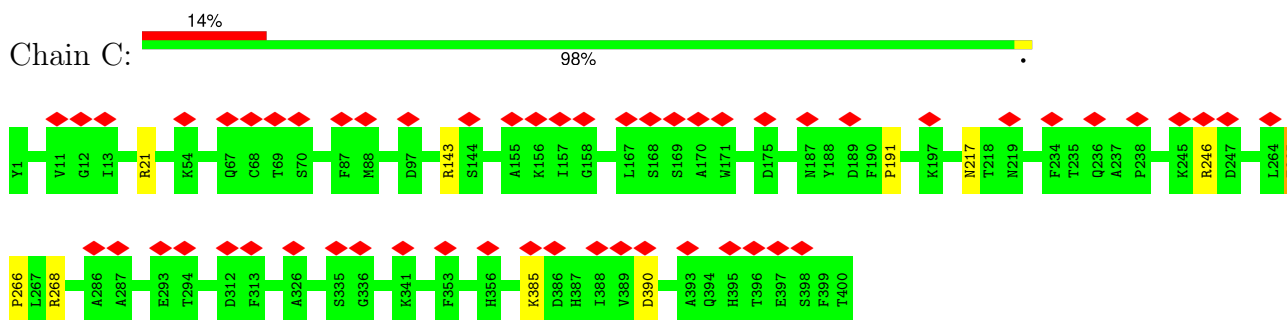 14%
Chain C:
98%
•
Y1 V11 G12 I13 R21 K54 Q67 C68 T69 S70 F87 M88 D97 R143 S144 A155 K156 I157 G158 L167 S168 S169 A170 W171 D175 N187 Y188 D189 F190 P191 K197 N217 T218 N219 F234 T235 Q236 A237 P238 K245 R246 D247 L264
P266 L267 R268 A286 A287 E293 T294 D312 F313 A326 S335 G336 K341 F353 H356 K385 D386 H387 I388 V389 D390 A393 Q394 H395 T396 E397 S398 F399 T400